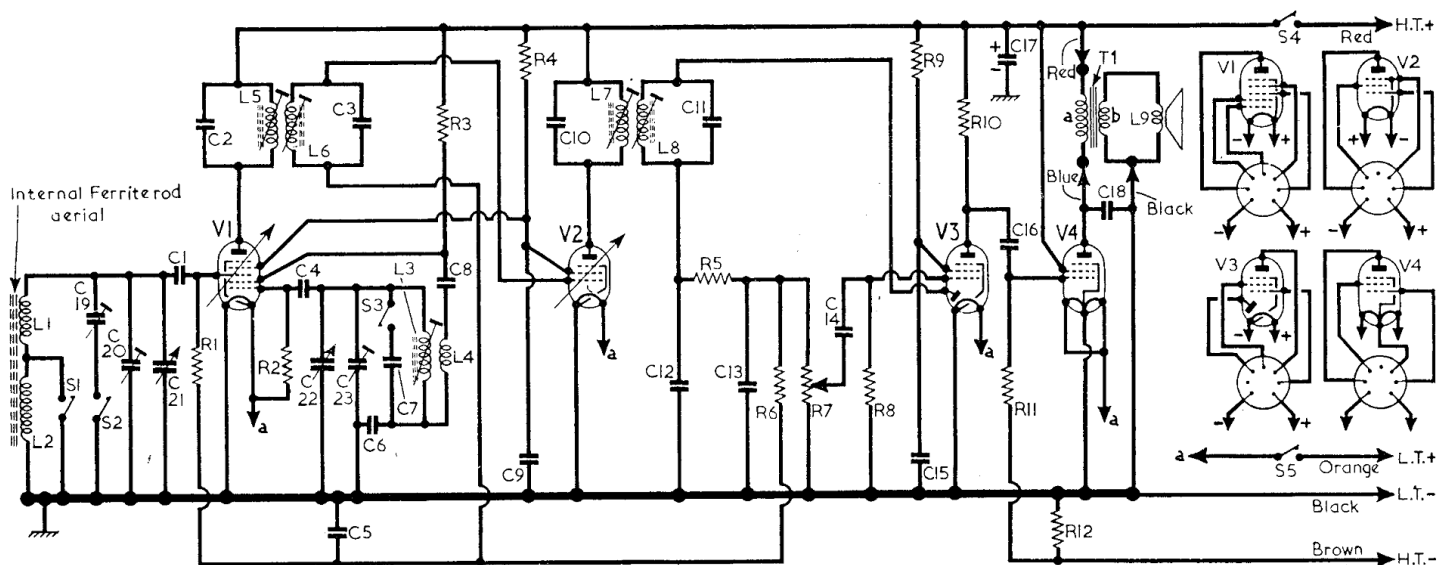 S4
Red
H.T.+
R4
C17
+
-
Red
T1
V1
V2
L5
L7
R9
C2
C3
R3
C10
C11
R10
a
b
L9
L6
L8
-
+
+
-
Internal Ferriterod
aerial
Blue
C18
Black
V1
V2
C16
V3
V4
-
+
-
+
C1
C4
L3
C8
R5
V3
V4
C
19
S3
C
14
L1
C
20
-
+
S1
C
21
R1
R2
C
22
C
23
L4
a
C12
C13
R6
R7
R8
R11
a
a
S2
C7
L2
C6
-
+
-
+
C9
C15
a
S5
Orange
L.T.+
Black
L.T.-
C5
R12
Brown
H.T.-
a